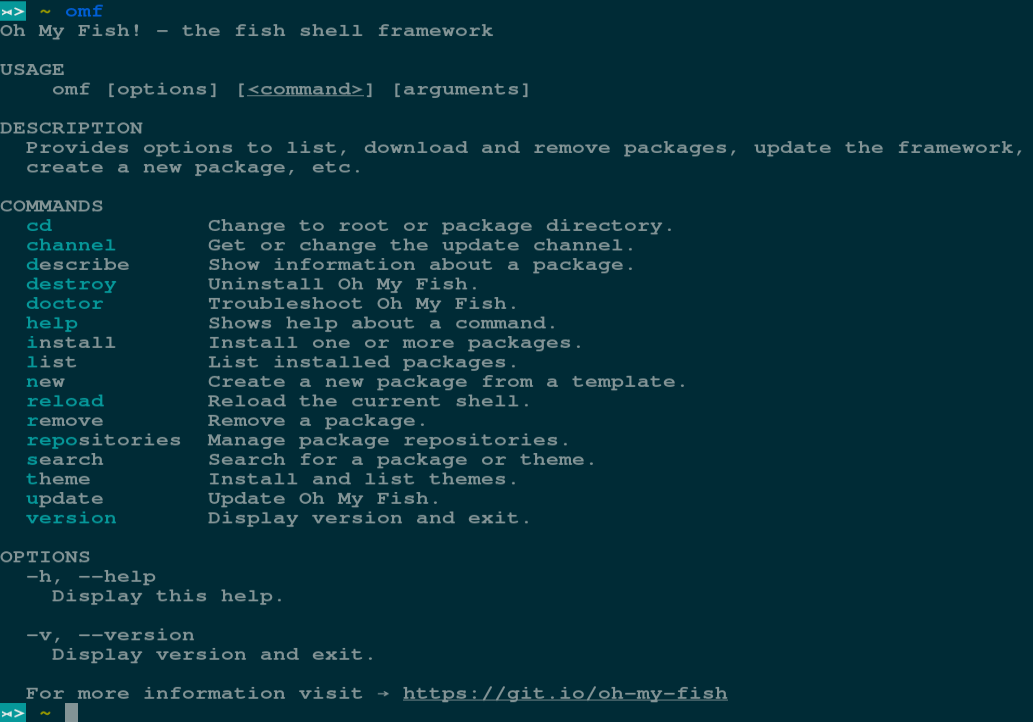 ⋊> ~ omf
Oh My Fish! - the fish shell framework
USAGE
omf [options] [<command>] [arguments]
DESCRIPTION
Provides options to list, download and remove packages, update the framework,
create a new package, etc.
COMMANDS
cd Change to root or package directory.
channel Get or change the update channel.
describe Show information about a package.
destroy Uninstall Oh My Fish.
doctor Troubleshoot Oh My Fish.
help Shows help about a command.
install Install one or more packages.
list List installed packages.
new Create a new package from a template.
reload Reload the current shell.
remove Remove a package.
repositories Manage package repositories.
search Search for a package or theme.
theme Install and list themes.
update Update Oh My Fish.
version Display version and exit.
OPTIONS
-h, --help
Display this help.
-v, --version
Display version and exit.
For more information visit → https://git.io/oh-my-fish
⋊> ~